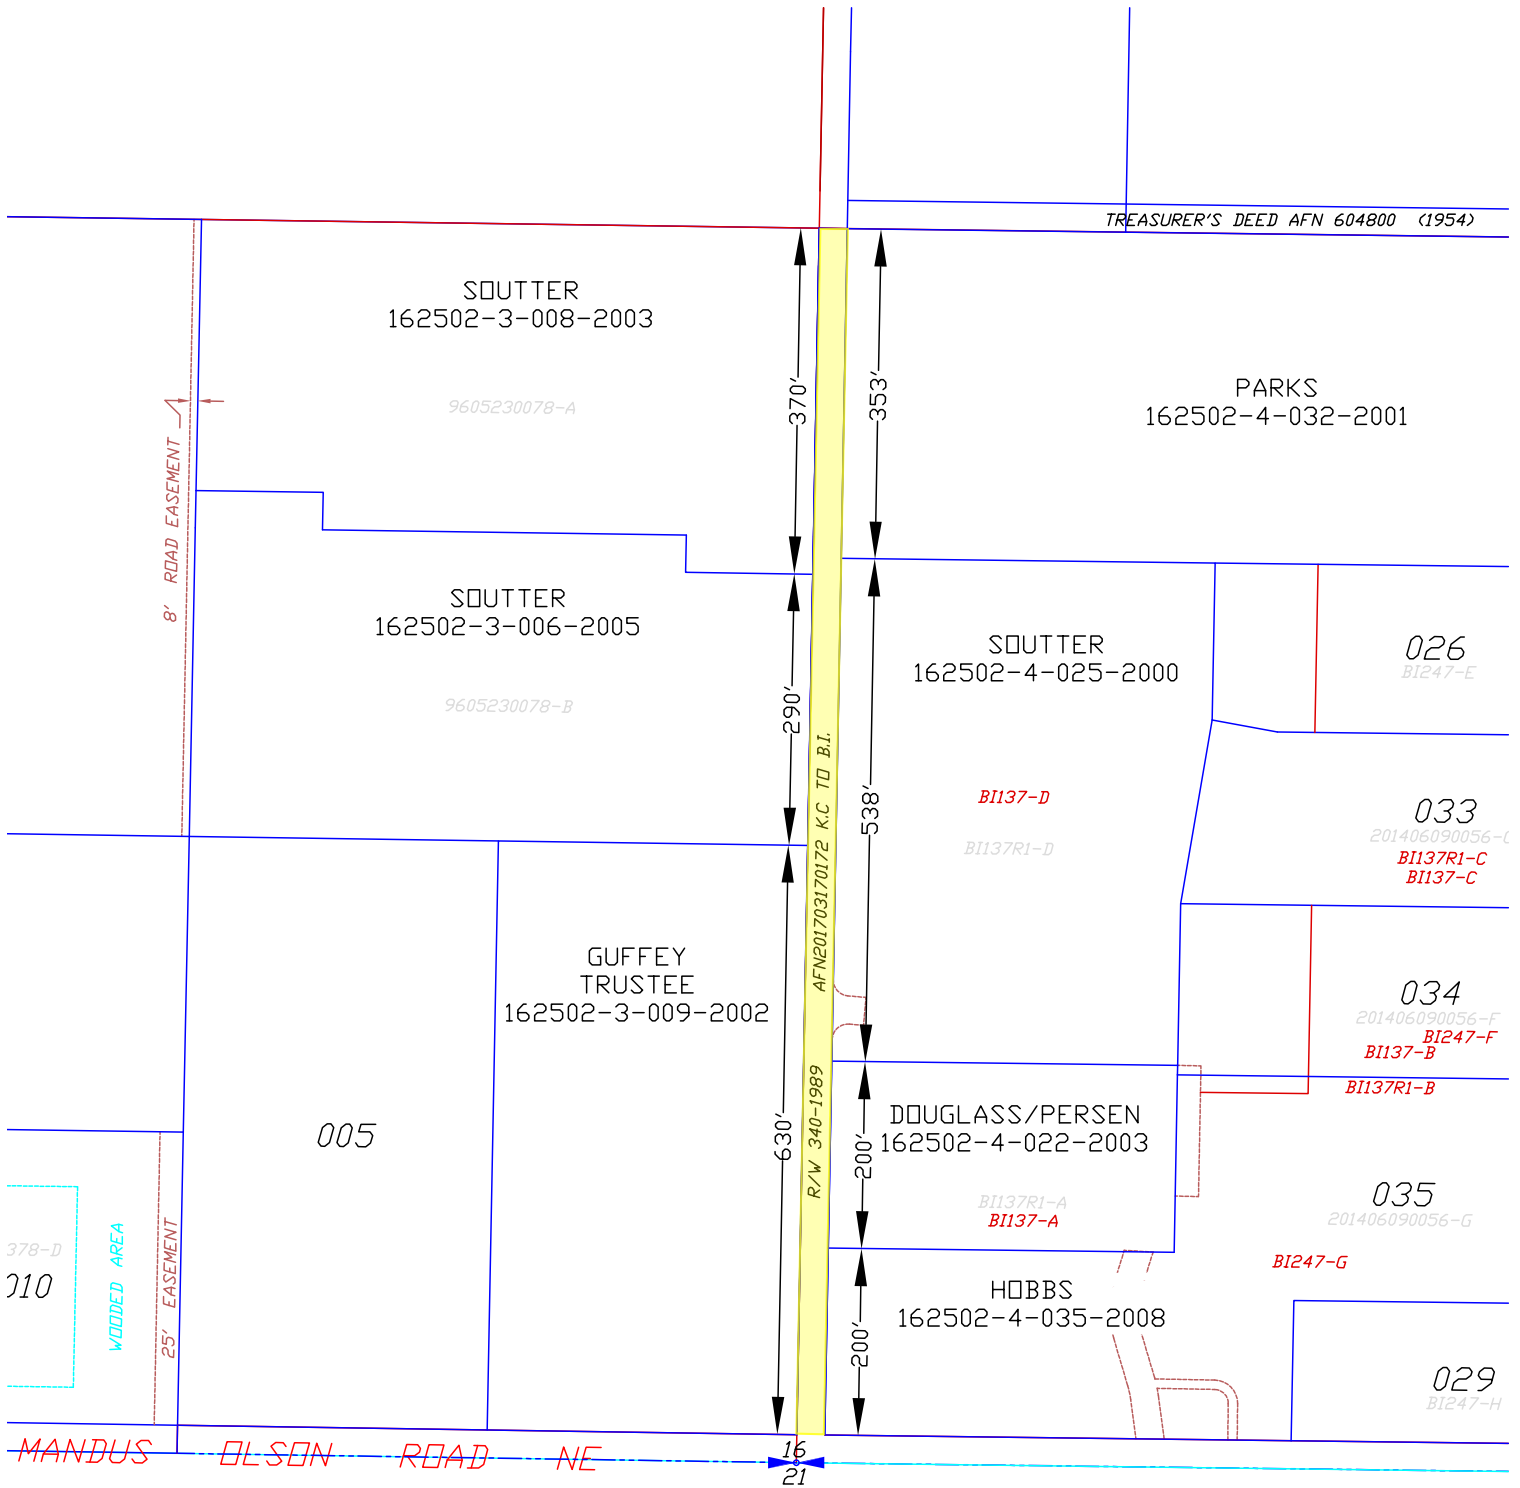 TREASURER'S DEED AFN 604800 (1954)
SOUTTER
162502-3-008-2003
9605230078-A
370'
353'
PARKS
162502-4-032-2001
8' ROAD EASEMENT
SOUTTER
162502-3-006-2005
9605230078-B
290'
538'
SOUTTER
162502-4-025-2000
BI137-D
BI137R1-D
026
BI247-E
033
201406090056-
BI137R1-C
BI137-C
R/W 340-1989 AFN201703170172 K.C TO B.I.
GUFFEY
TRUSTEE
162502-3-009-2002
034
201406090056-F
BI247-F
BI137-B
BI137R1-B
005
630'
200'
DOUGLASS/PERSEN
162502-4-022-2003
BI137R1-A
BI137-A
035
201406090056-G
BI247-G
378-D
010
WOODED AREA
25' EASEMENT
200'
HOBBS
162502-4-035-2008
029
BI247-H
MANDUS OLSON ROAD NE
16
21